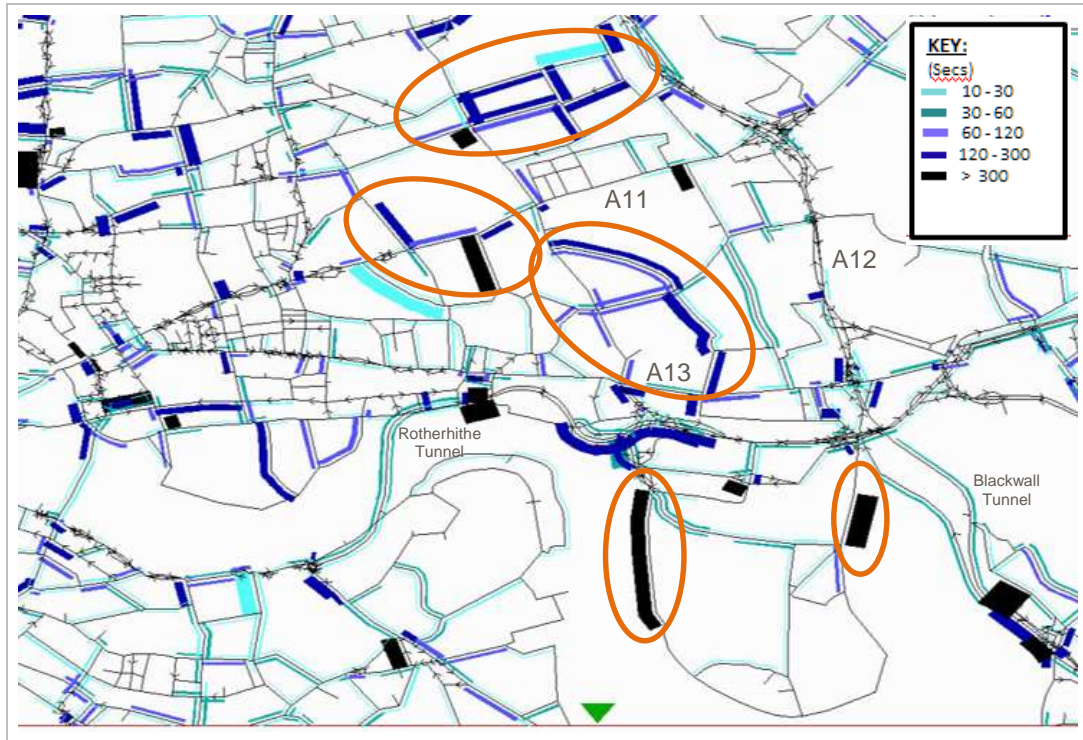 KEY:
(Secs)
10 - 30
30 - 60
60 - 120
120 - 300
> 300
A11
A12
A13
Rotherhithe
Tunnel
Blackwall
Tunnel